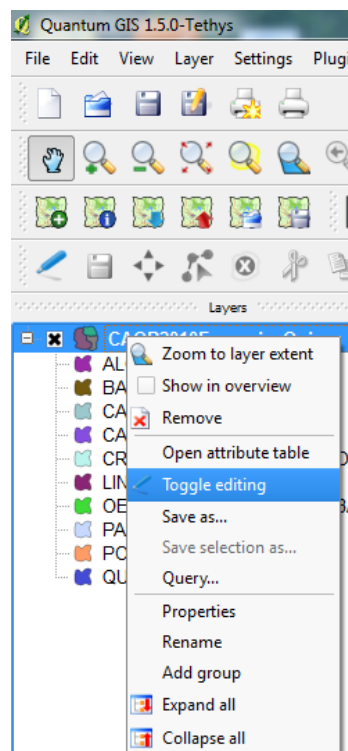 Quantum GIS 1.5.0-Tethys
File Edit View Layer Settings Plugi
Layers
Zoom to layer extent
AL
Show in overview
BA
CA
Remove
CA
CR
Open attribute table
LIN
Toggle editing
OE
Save as...
PA
Save selection as...
PO
QU
Query...
Properties
Rename
Add group
Expand all
Collapse all